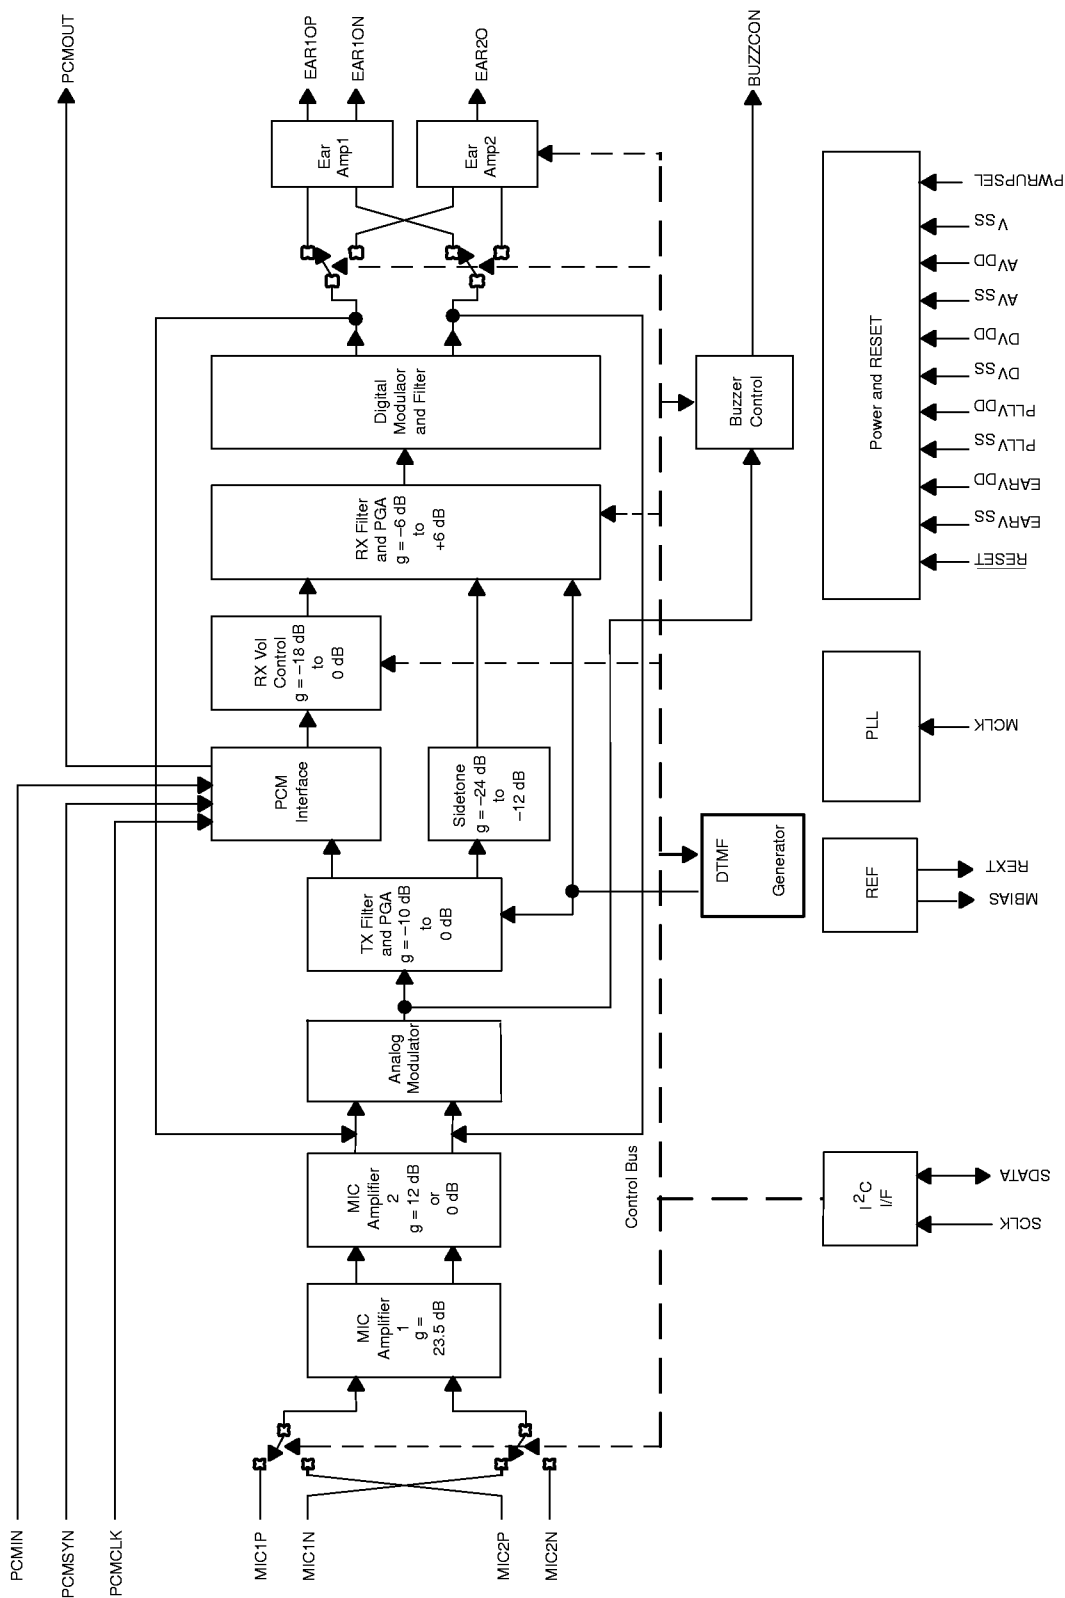 PCMIN
PCMSYN
PCMCLK
PCMOUT
MIC1P
MIC1N
MIC2P
MIC2N
MIC
Amplifier
1
g =
23.5 dB
MIC
Amplifier
2
g = 12 dB
or
0 dB
Analog
Modulator
TX Filter
and PGA
g = –10 dB
to
0 dB
PCM
Interface
Sidetone
g = –24 dB
to
–12 dB
RX Vol
Control
g = –18 dB
to
0 dB
RX Filter
and PGA
g = –6 dB
to
+6 dB
Digital
Modulaor
and Filter
Ear
Amp1
Ear
Amp2
EAR1OP
EAR1ON
EAR2O
Control Bus
DTMF
Generator
Buzzer
Control
BUZZCON
I2C
I/F
SCLK
SDATA
REF
MBIAS
REXT
PLL
MCLK
Power and RESET
RESET
EARVSS
EARVDD
PLLVSS
PLLVDD
DVSS
DVDD
AVSS
AVDD
VSS
PWRUPSEL